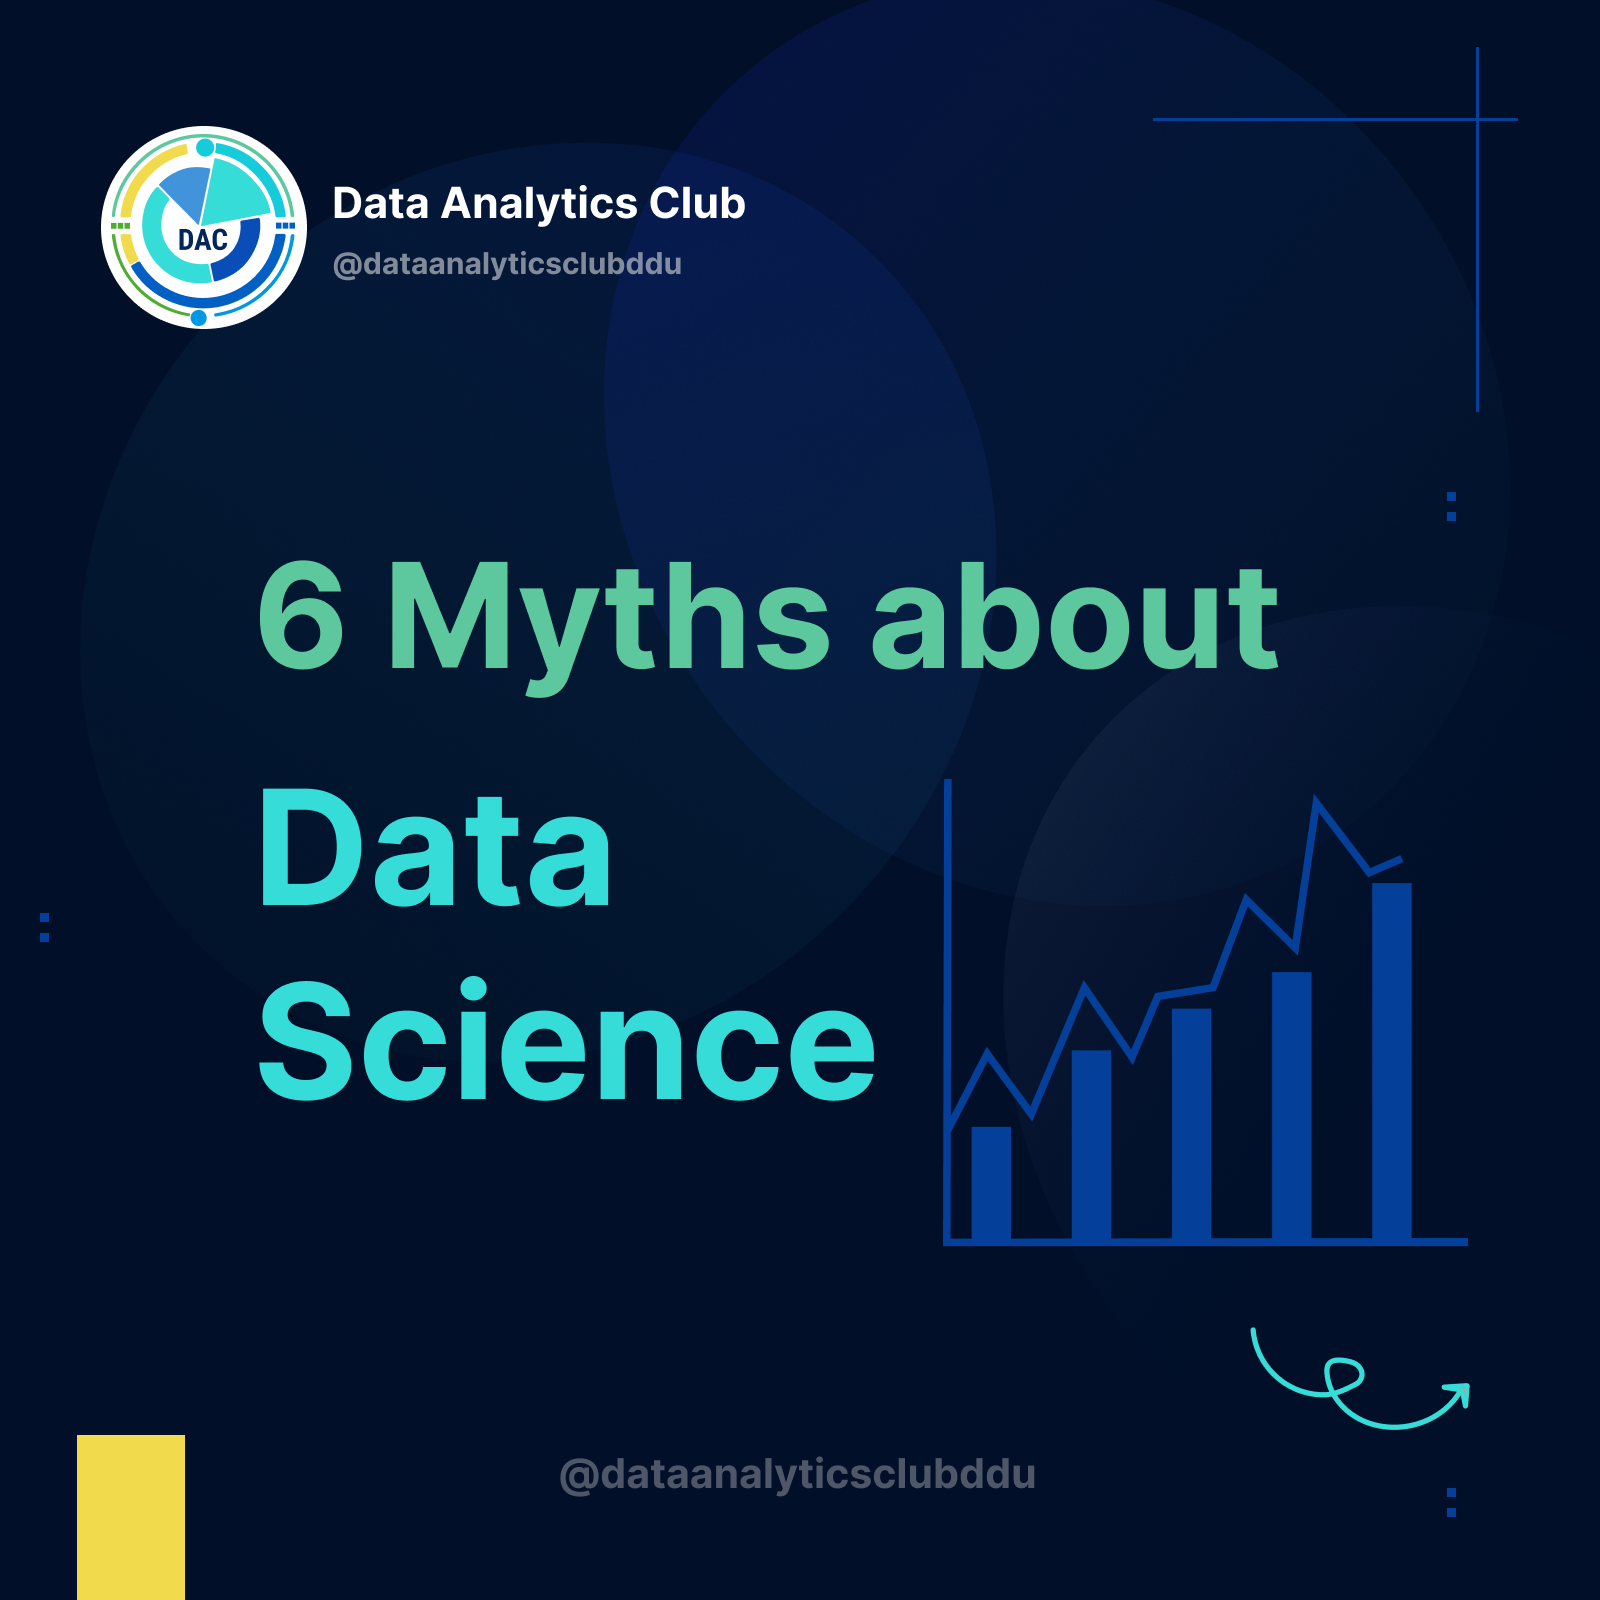 DAC
Data Analytics Club
@dataanalyticsclubddu
6 Myths about
Data
Science
@dataanalyticsclubddu